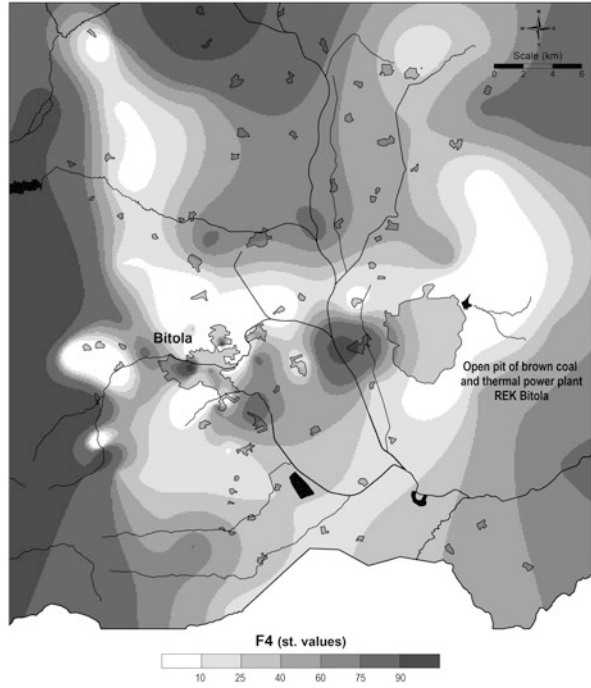 N
W E
S
Scale (km)
0 2 4 6
Bitola
Open pit of brown coal
and thermal power plant
REK Bitola
F4 (st. values)
10 25 40 60 75 90